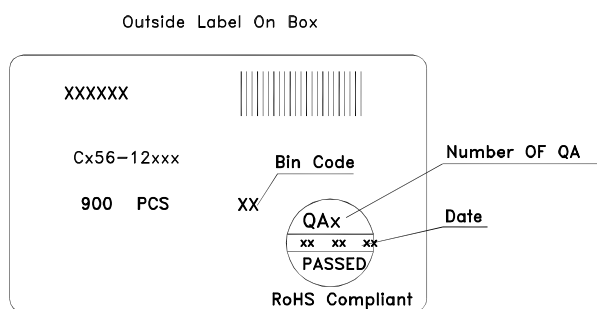 Outside Label On Box
XXXXXX
Cx56-12xxx
Bin Code
Number OF QA
900 PCS
XX
QAx
Date
xx xx xx
PASSED
RoHS Compliant